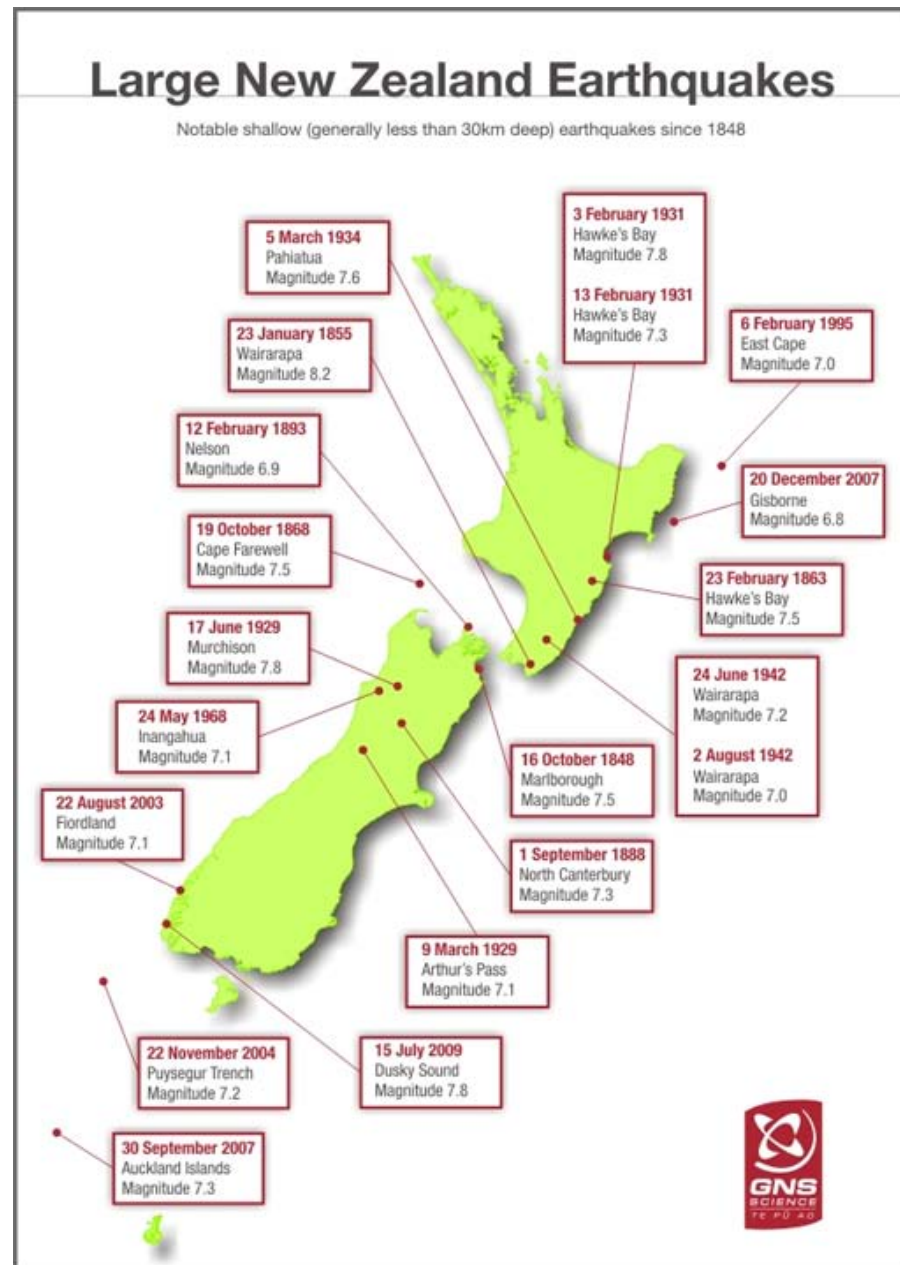 Large New Zealand Earthquakes
Notable shallow (generally less than 30km deep) earthquakes since 1848
3 February 1931
Hawke's Bay
Magnitude 7.8
13 February 1931
Hawke's Bay
Magnitude 7.3
5 March 1934
Pahiatua
Magnitude 7.6
6 February 1995
East Cape
Magnitude 7.0
23 January 1855
Wairarapa
Magnitude 8.2
12 February 1893
Nelson
Magnitude 6.9
20 December 2007
Gisborne
Magnitude 6.8
19 October 1868
Cape Farewell
Magnitude 7.5
23 February 1863
Hawke's Bay
Magnitude 7.5
17 June 1929
Murchison
Magnitude 7.8
24 June 1942
Wairarapa
Magnitude 7.2
2 August 1942
Wairarapa
Magnitude 7.0
24 May 1968
Inangahua
Magnitude 7.1
16 October 1848
Marlborough
Magnitude 7.5
22 August 2003
Fiordland
Magnitude 7.1
1 September 1888
North Canterbury
Magnitude 7.3
9 March 1929
Arthur's Pass
Magnitude 7.1
22 November 2004
Puysegur Trench
Magnitude 7.2
15 July 2009
Dusky Sound
Magnitude 7.8
30 September 2007
Auckland Islands
Magnitude 7.3
GNS
SCIENCE
TE PŪ AO